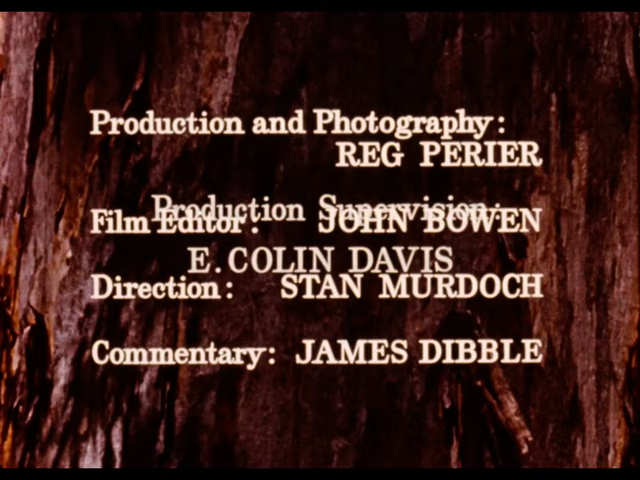 Production and Photography:
REG PERIER
Production Supervision:
Film Editor: JOHN BOWEN
E. COLIN DAVIS
Direction: STAN MURDOCH
Commentary: JAMES DIBBLE